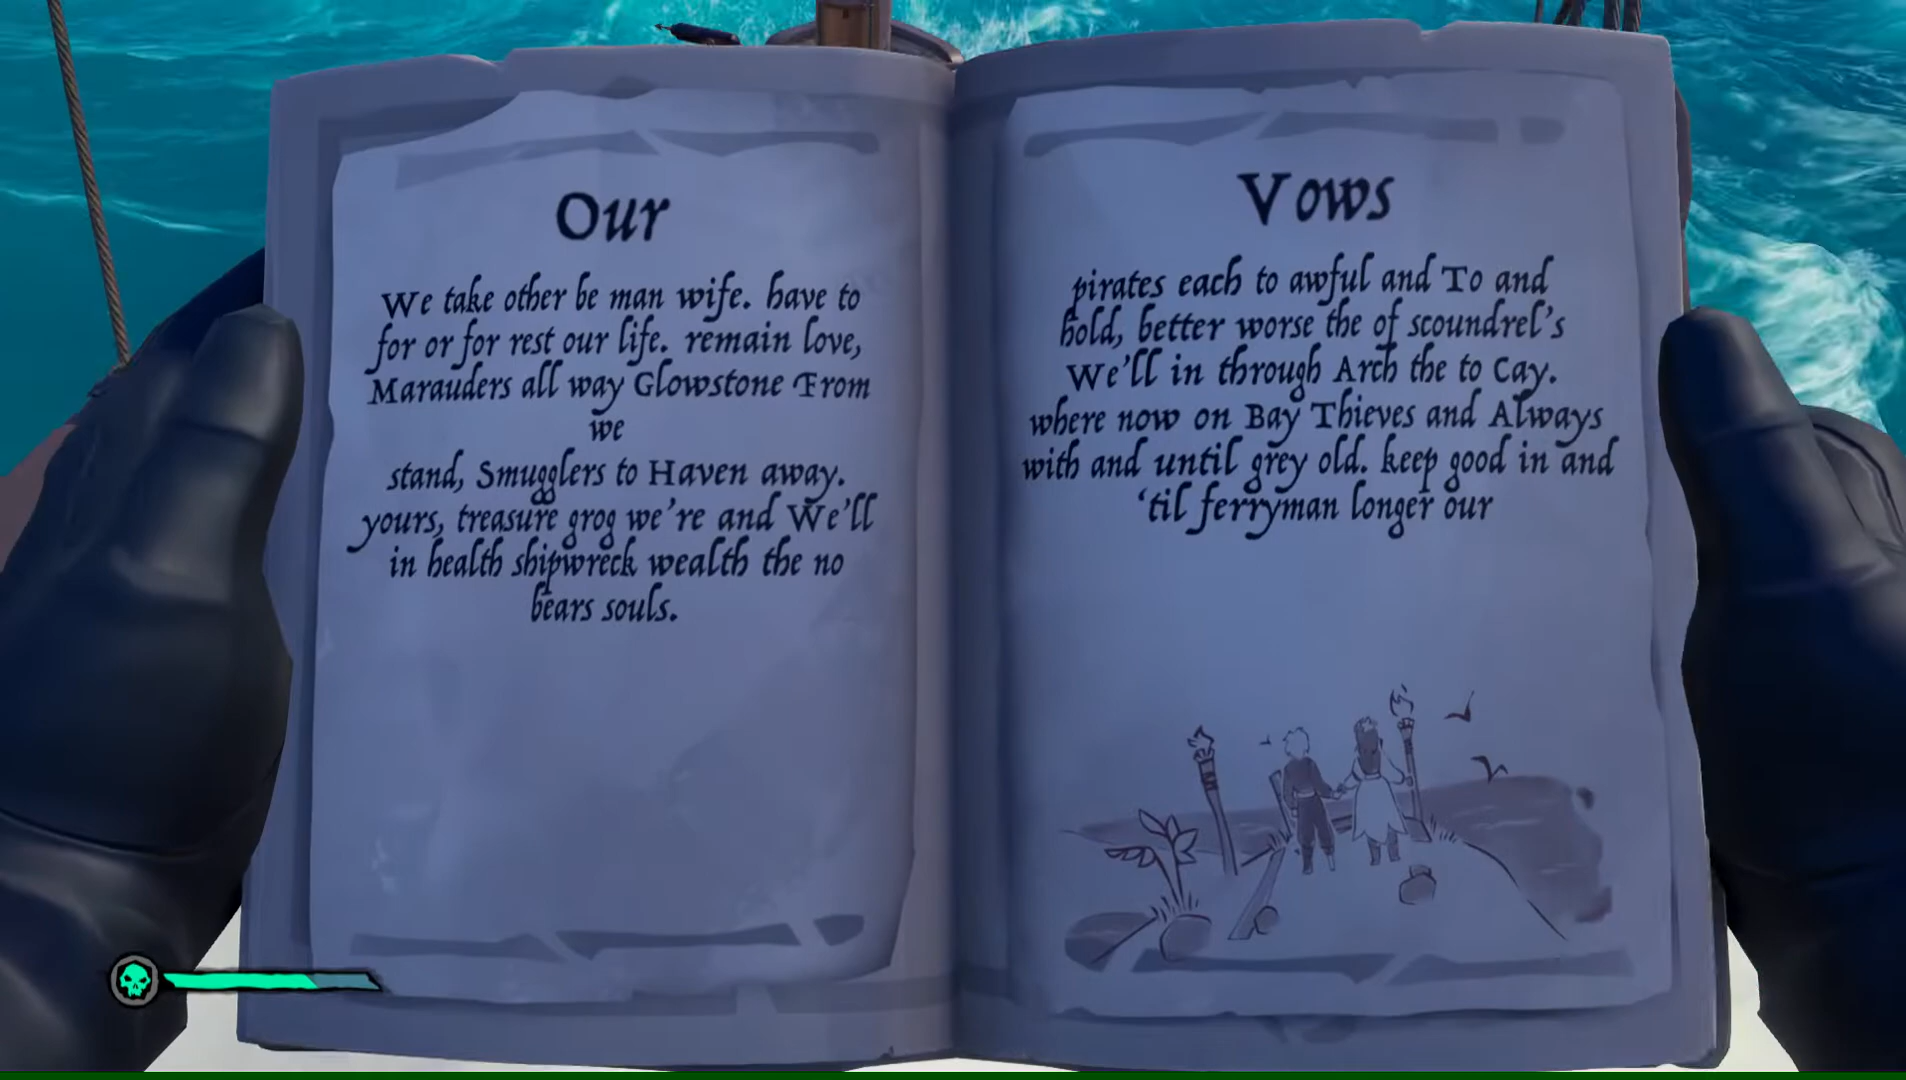 Our
We take other be man wife. have to
for or for rest our life. remain love,
Marauders all way Glowstone From
we
stand, Smugglers to Haven away.
yours, treasure grog we're and We'll
in health shipwreck wealth the no
bears souls.
Vows
pirates each to awful and To and
hold, better worse the of scoundrel's
We'll in through Arch the to Cay.
where now on Bay Thieves and Always
with and until grey old. keep good in and
'til ferryman longer our